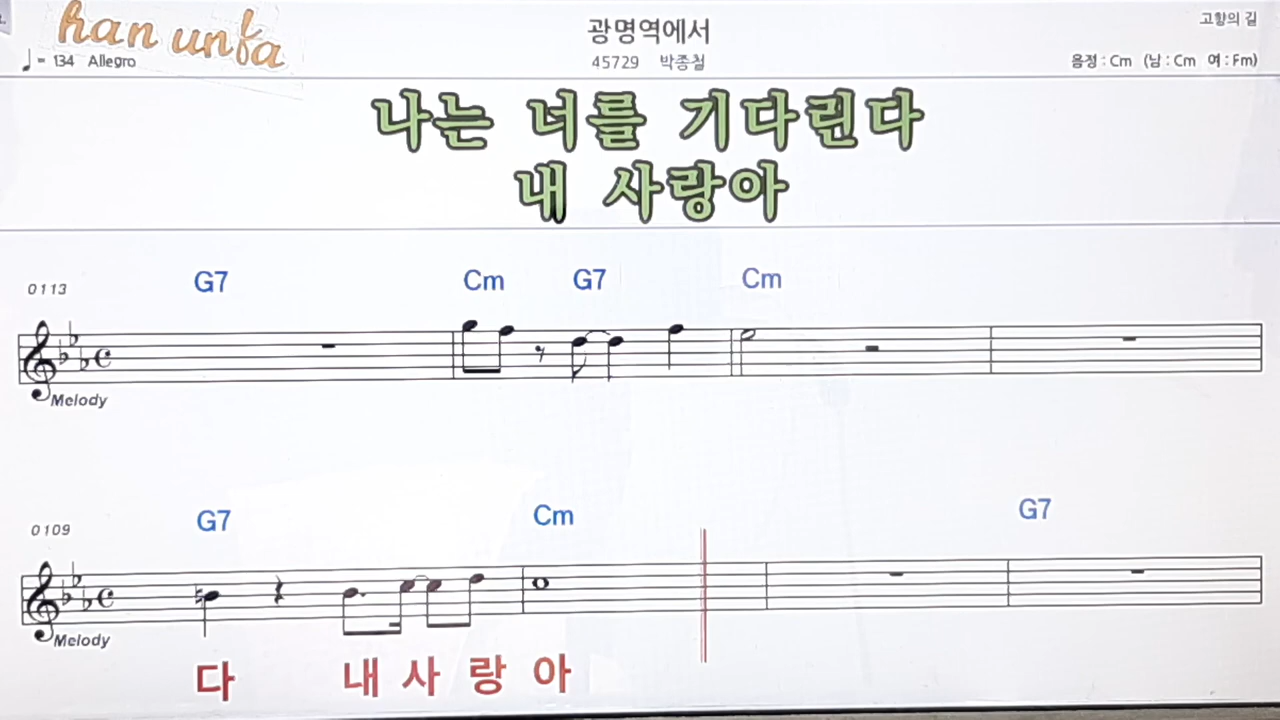 han unfa
광명역에서
고향의 길
♩ = 134 Allegro
45729 박종철
음정 : Cm (남 : Cm 여 : Fm)
나는 너를 기다린다
내 사랑아
0113 G7 Cm G7 Cm
Melody
0109 G7 Cm G7
Melody
다 내 사 랑 아